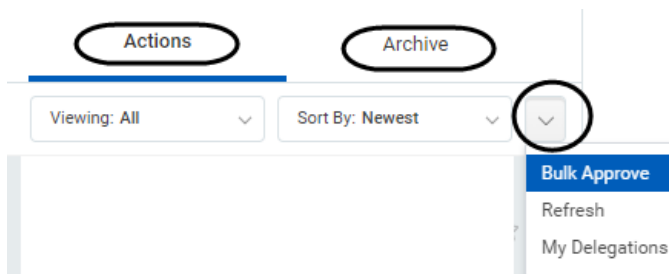 Actions Archive
Viewing: All Sort By: Newest
Bulk Approve
Refresh
My Delegations